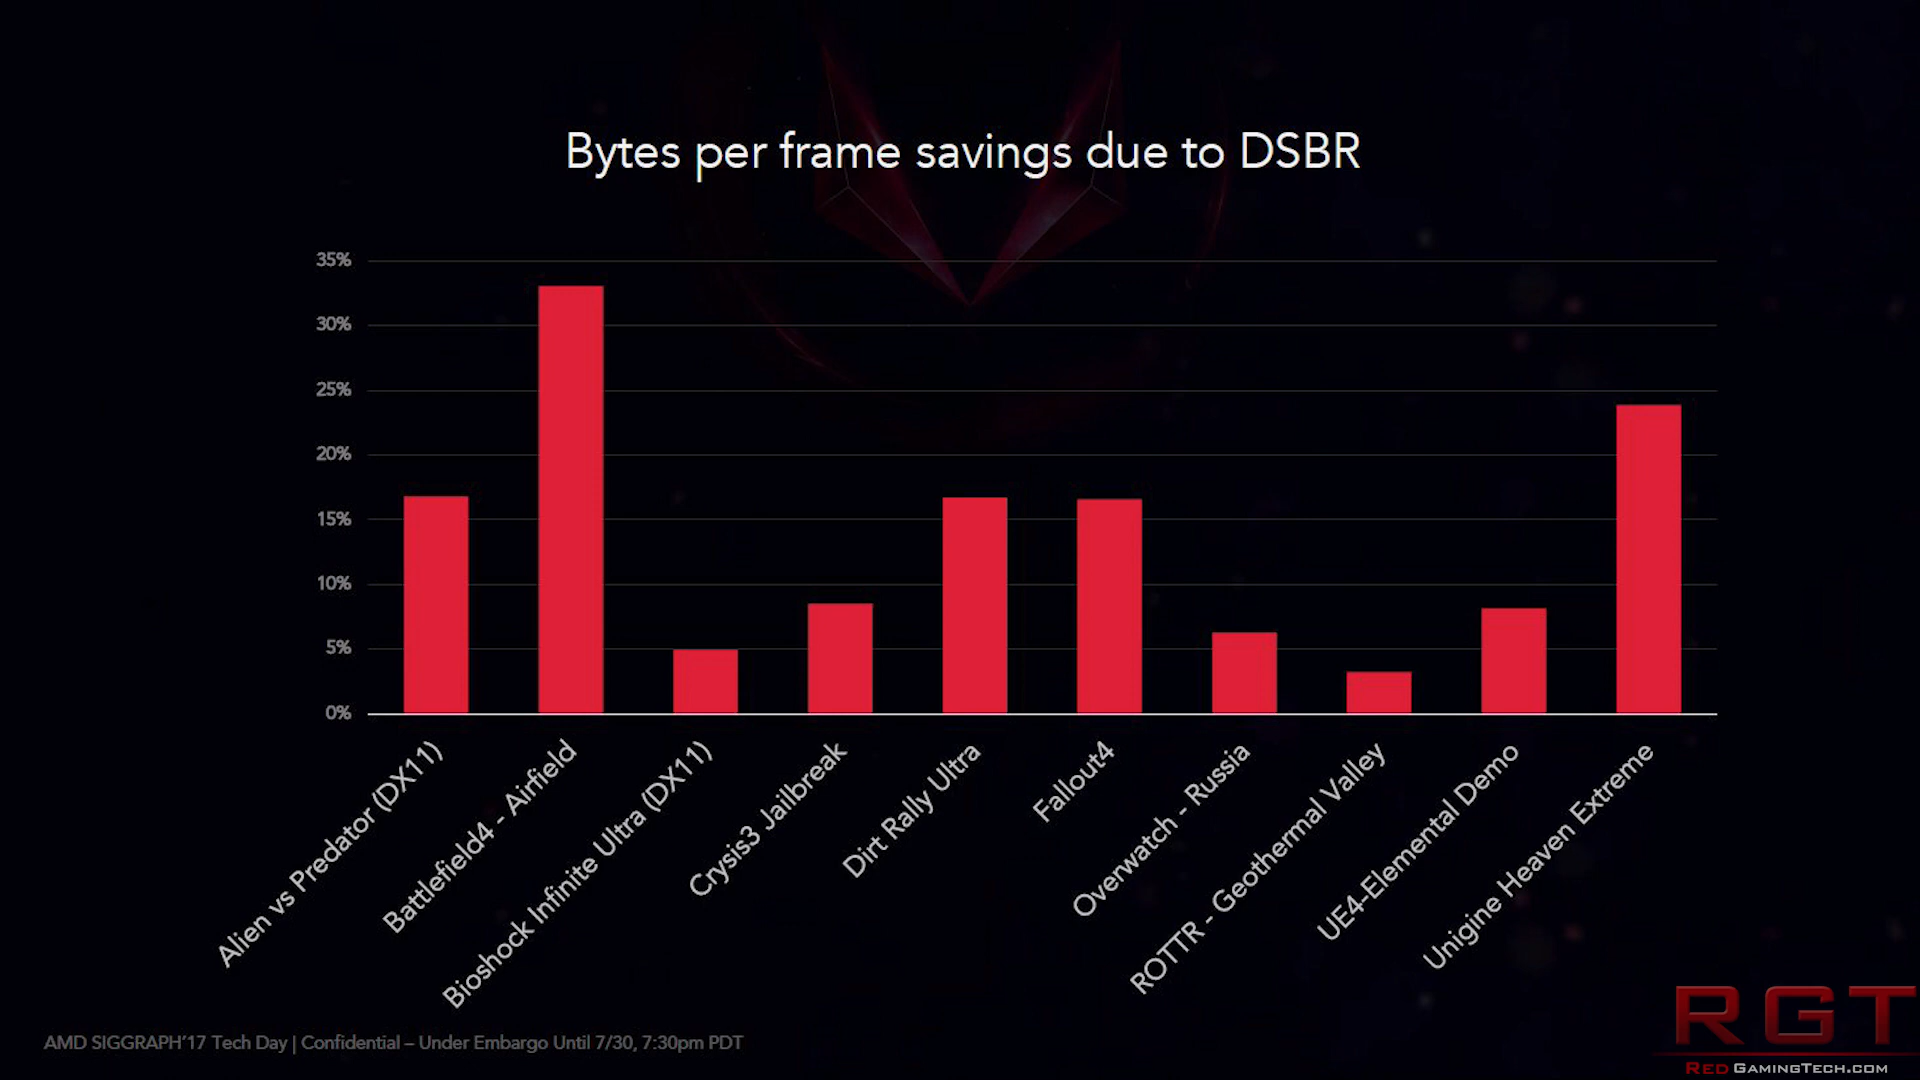 Bytes per frame savings due to DSBR
35%
30%
25%
20%
15%
10%
5%
0%
Alien vs Predator (DX11)
Battlefield4 - Airfield
Bioshock Infinite Ultra (DX11)
Crysis3 Jailbreak
Dirt Rally Ultra
Fallout4
Overwatch - Russia
ROTTR - Geothermal Valley
UE4-Elemental Demo
Unigine Heaven Extreme
AMD SIGGRAPH'17 Tech Day | Confidential – Under Embargo Until 7/30, 7:30pm PDT
RGT
RED GAMINGTECH.COM